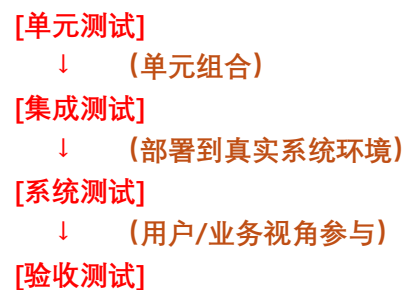 [单元测试]
↓ （单元组合）
[集成测试]
↓ （部署到真实系统环境）
[系统测试]
↓ （用户/业务视角参与）
[验收测试]